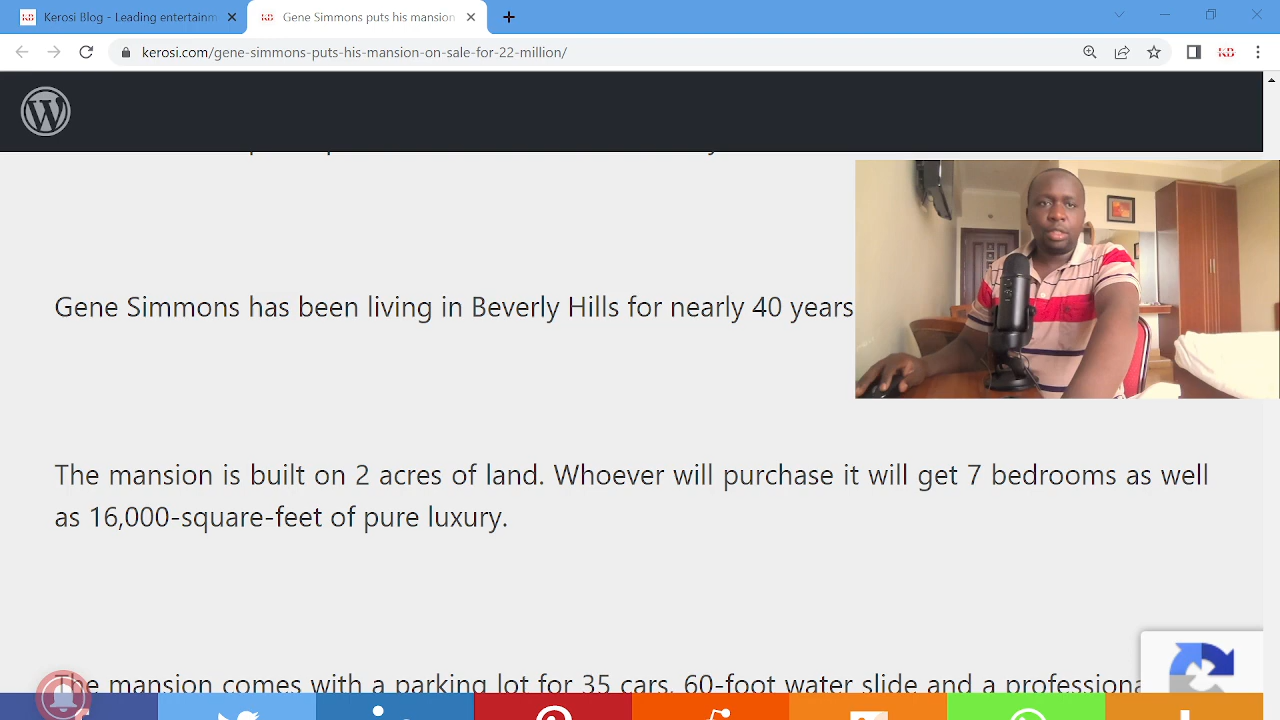 Kerosi Blog - Leading entertainm
Gene Simmons puts his mansion
kerosi.com/gene-simmons-puts-his-mansion-on-sale-for-22-million/
Gene Simmons has been living in Beverly Hills for nearly 40 years
The mansion is built on 2 acres of land. Whoever will purchase it will get 7 bedrooms as well
as 16,000-square-feet of pure luxury.
The mansion comes with a parking lot for 35 cars, 60-foot water slide and a professiona